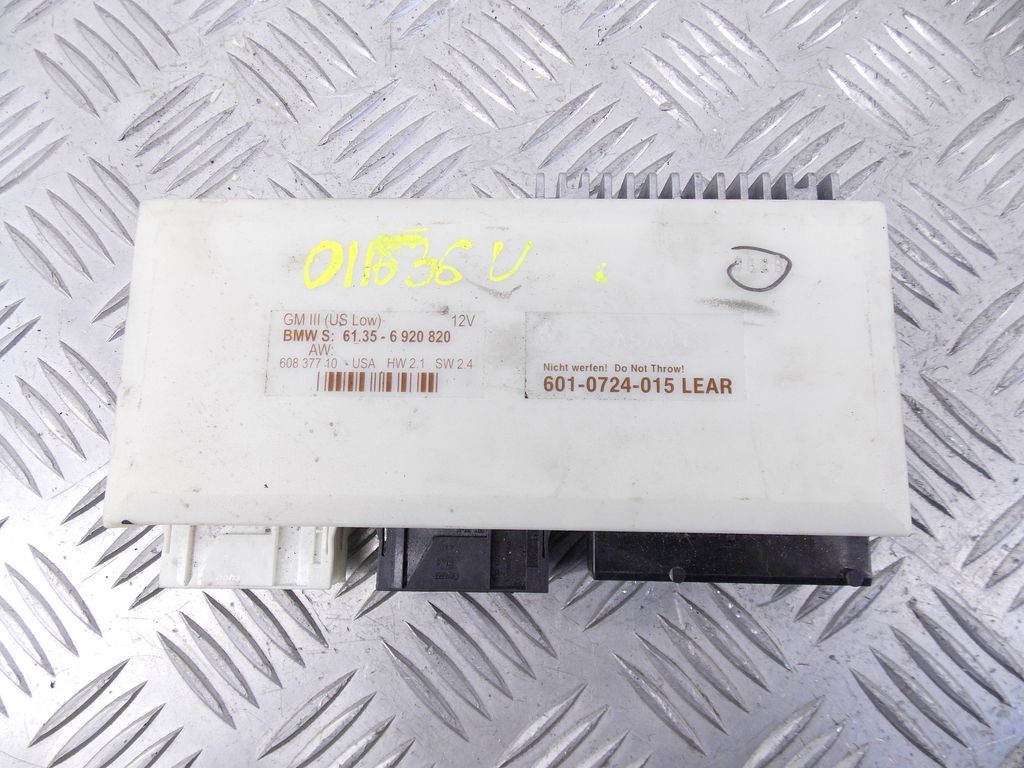 011836 U
GM III (US Low) 12V
BMW S: 61.35 - 6 920 820
AW:
608 377 10 - USA HW 2.1 SW 2.4
Nicht werfen! Do Not Throw!
601-0724-015 LEAR